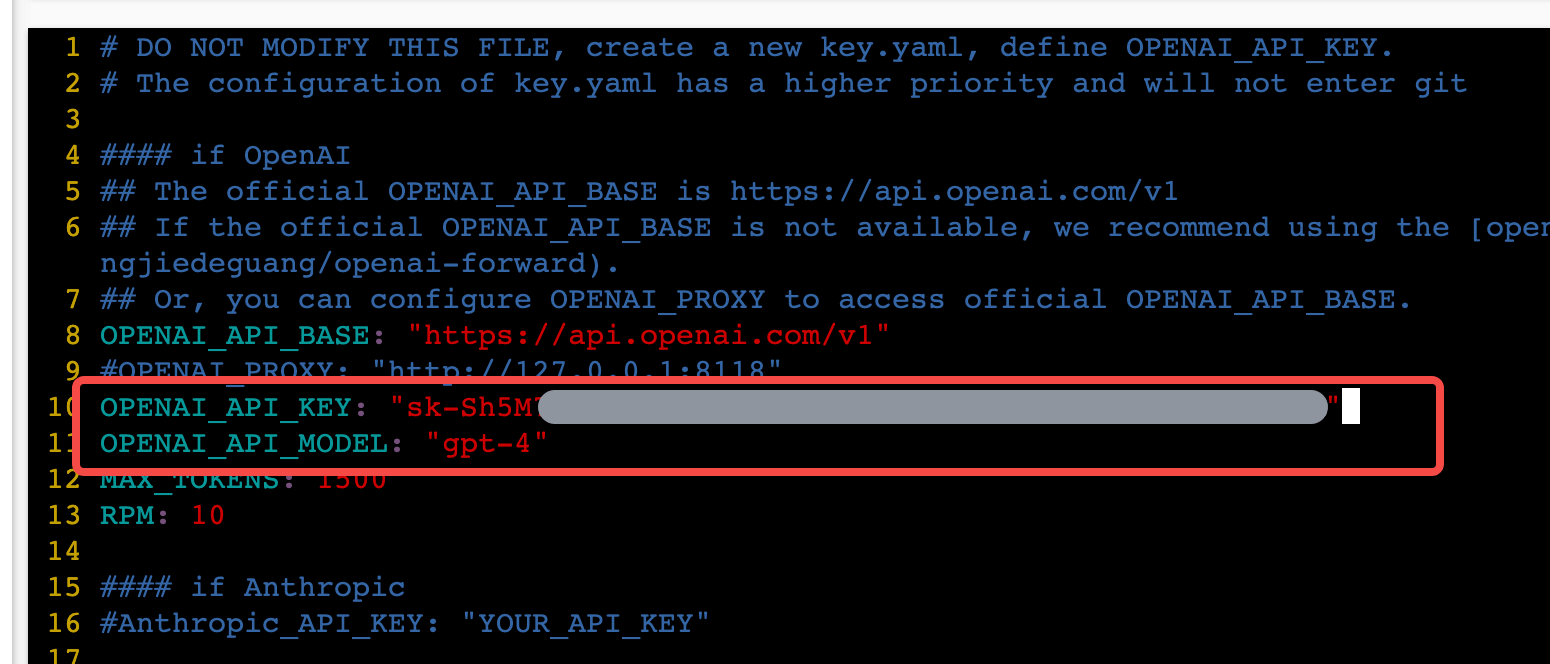 1 # DO NOT MODIFY THIS FILE, create a new key.yaml, define OPENAI_API_KEY.
2 # The configuration of key.yaml has a higher priority and will not enter git
3
4 #### if OpenAI
5 ## The official OPENAI_API_BASE is https://api.openai.com/v1
6 ## If the official OPENAI_API_BASE is not available, we recommend using the [open
ngjiedeguang/openai-forward).
7 ## Or, you can configure OPENAI_PROXY to access official OPENAI_API_BASE.
8 OPENAI_API_BASE: "https://api.openai.com/v1"
9 #OPENAI_PROXY: "http://127.0.0.1:8118"
10 OPENAI_API_KEY: "sk-Sh5M "
11 OPENAI_API_MODEL: "gpt-4"
12 MAX_TOKENS: 1500
13 RPM: 10
14
15 #### if Anthropic
16 #Anthropic_API_KEY: "YOUR_API_KEY"
17